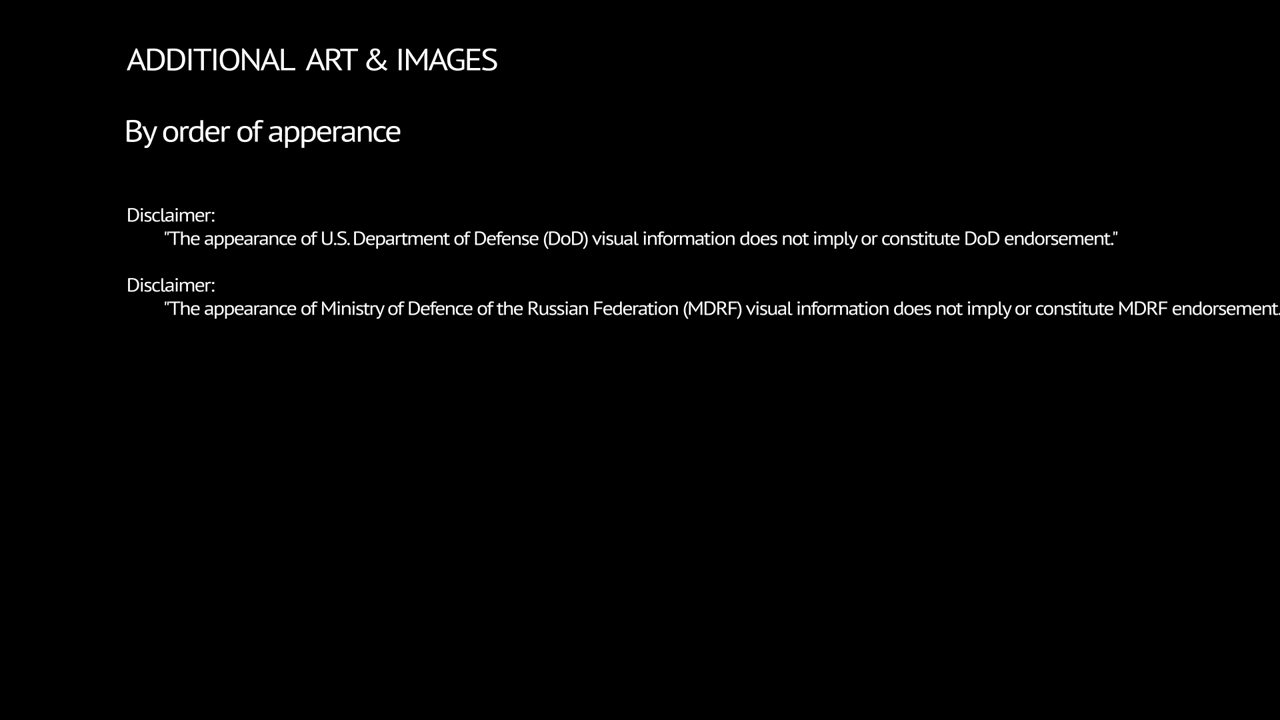 ADDITIONAL ART & IMAGES
By order of apperance
Disclaimer:
"The appearance of U.S. Department of Defense (DoD) visual information does not imply or constitute DoD endorsement."
Disclaimer:
"The appearance of Ministry of Defence of the Russian Federation (MDRF) visual information does not imply or constitute MDRF endorsement.